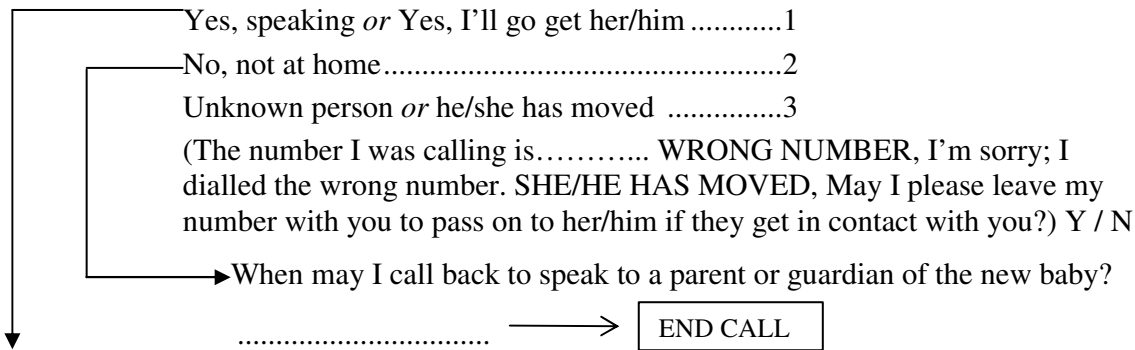 Yes, speaking or Yes, I'll go get her/him ............1
No, not at home......................................................2
Unknown person or he/she has moved ...............3
(The number I was calling is………... WRONG NUMBER, I'm sorry; I
dialled the wrong number. SHE/HE HAS MOVED, May I please leave my
number with you to pass on to her/him if they get in contact with you?) Y / N
When may I call back to speak to a parent or guardian of the new baby?
............................... END CALL